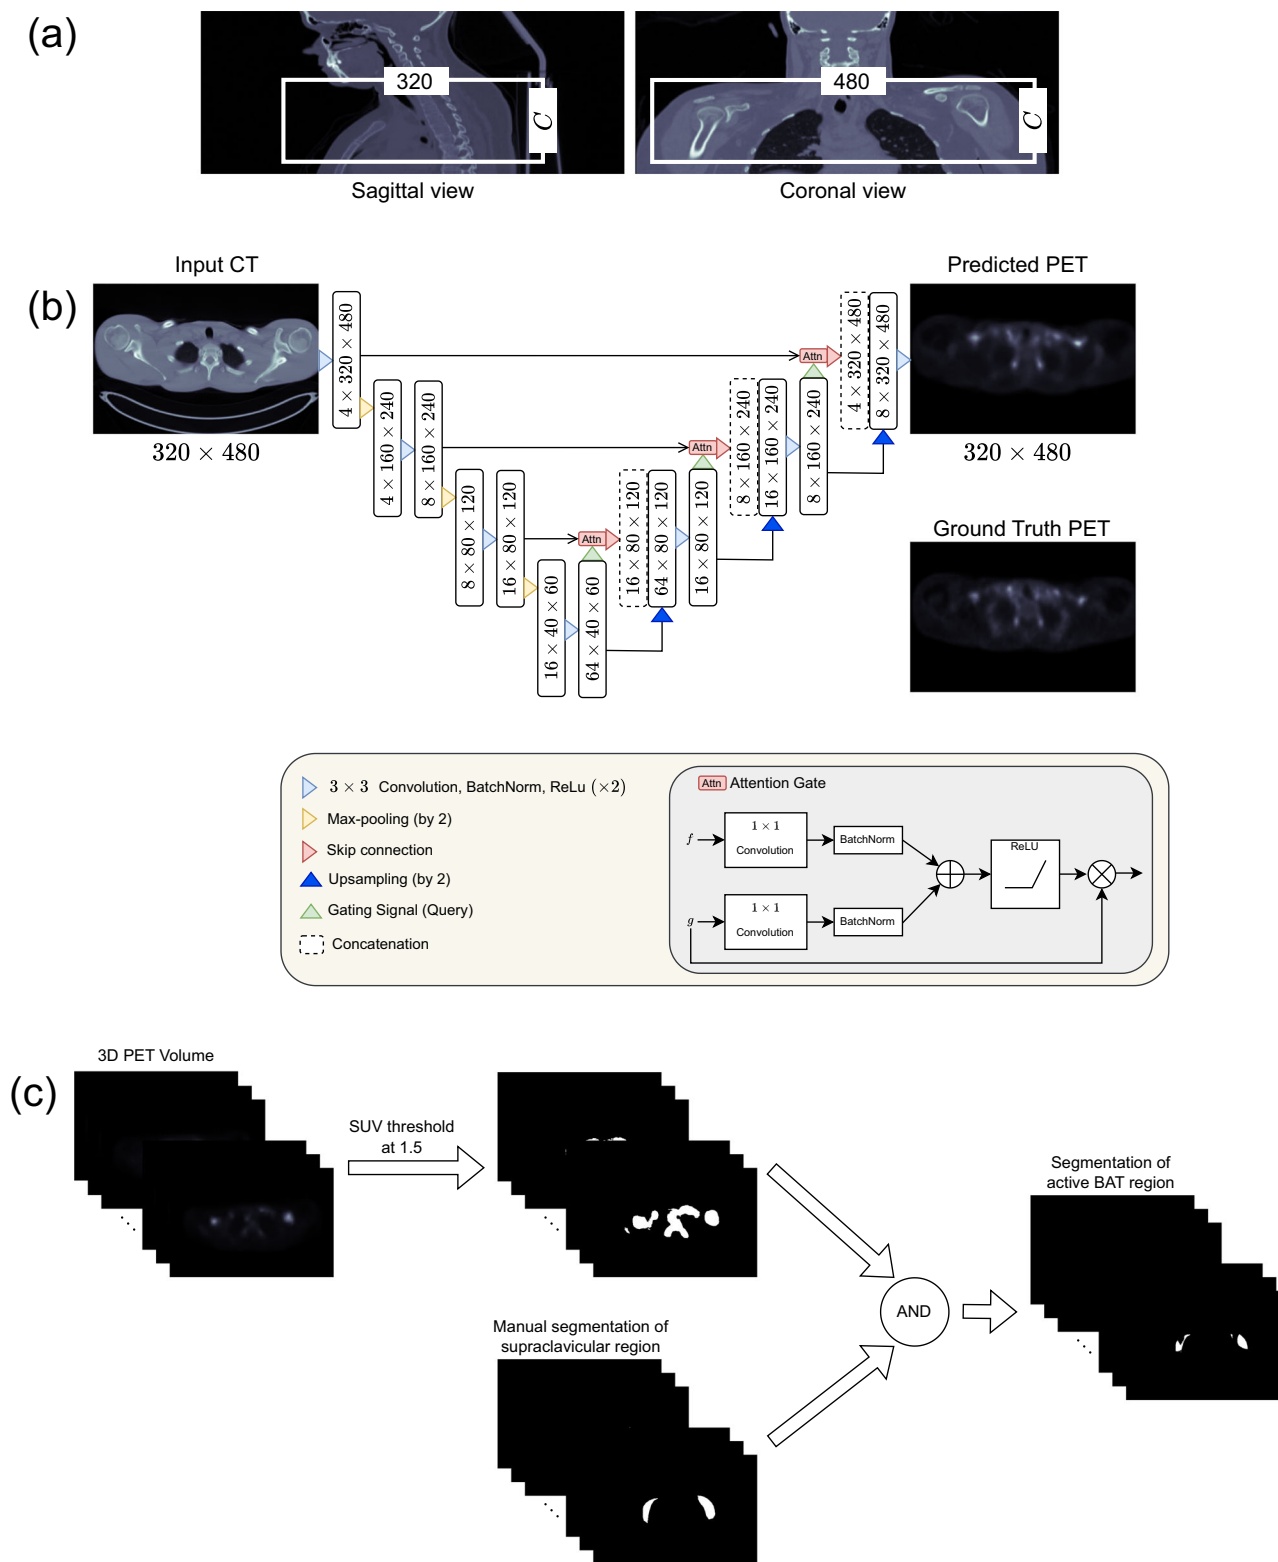 (a)
320
480
C
C
Sagittal view
Coronal view
(b)
Input CT
Predicted PET
320 × 480
320 × 480
Ground Truth PET
4 × 320 × 480
4 × 160 × 240
8 × 160 × 240
8 × 80 × 120
16 × 80 × 120
16 × 40 × 60
64 × 40 × 60
Attn
16 × 80 × 120
64 × 80 × 120
16 × 80 × 120
Attn
8 × 160 × 240
16 × 160 × 240
8 × 160 × 240
Attn
4 × 320 × 480
8 × 320 × 480
3 × 3 Convolution, BatchNorm, ReLu (×2)
Max-pooling (by 2)
Skip connection
Upsampling (by 2)
Gating Signal (Query)
Concatenation
Attn Attention Gate
f
1 × 1
Convolution
BatchNorm
g
1 × 1
Convolution
BatchNorm
ReLU
(c)
3D PET Volume
SUV threshold
at 1.5
Manual segmentation of
supraclavicular region
AND
Segmentation of
active BAT region